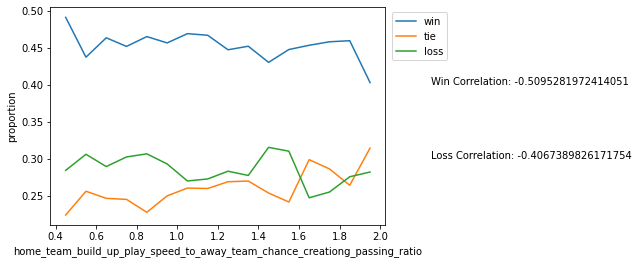 0.50
0.45
0.40
0.35
0.30
0.25
proportion
0.4 0.6 0.8 1.0 1.2 1.4 1.6 1.8 2.0
home_team_build_up_play_speed_to_away_team_chance_creationg_passing_ratio
win
tie
loss
Win Correlation: -0.5095281972414051
Loss Correlation: -0.4067389826171754